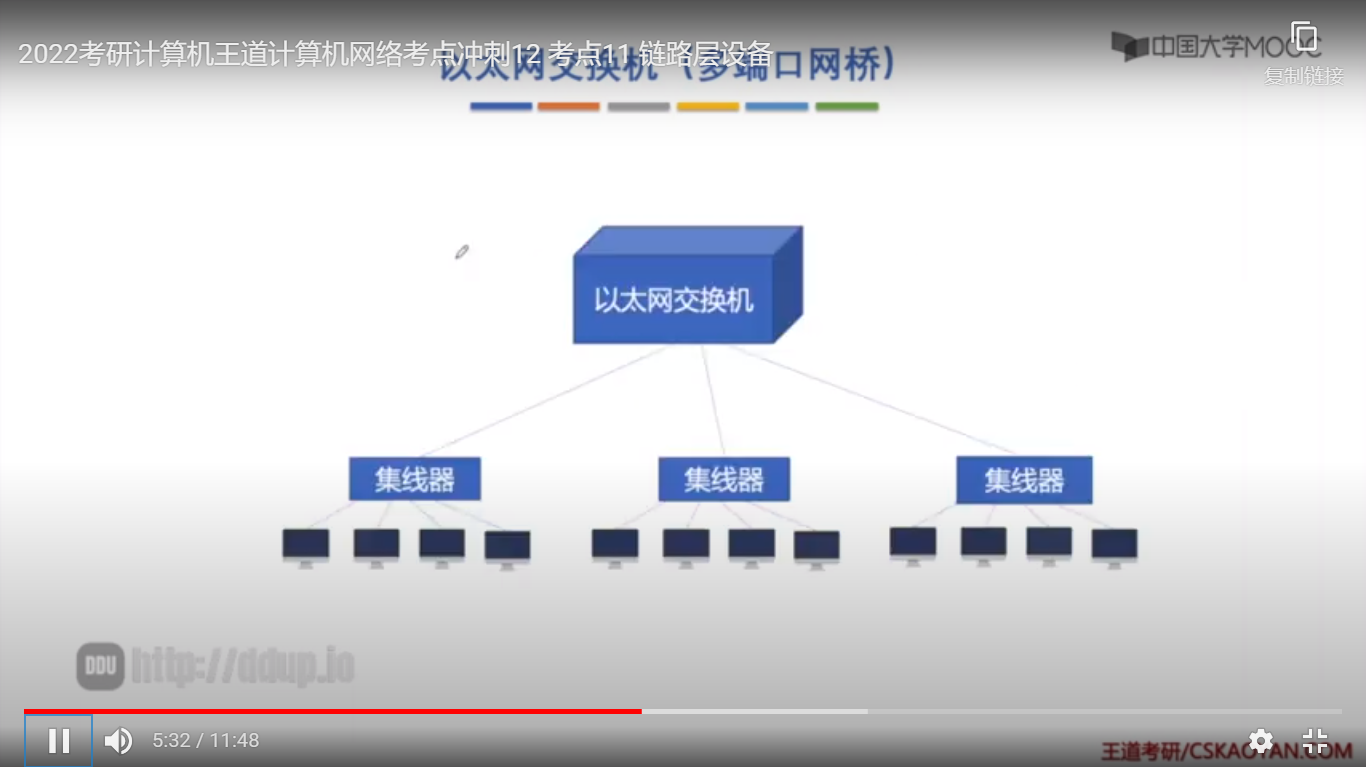 2022考研计算机王道计算机网络考点冲刺12 考点11 链路层设备
中国大学MOOC
以太网交换机（多端口网桥）
复制链接
以太网交换机
集线器
集线器
集线器
DDU http://ddup.io
5:32 / 11:48
王道考研/CSKAOYAN.COM